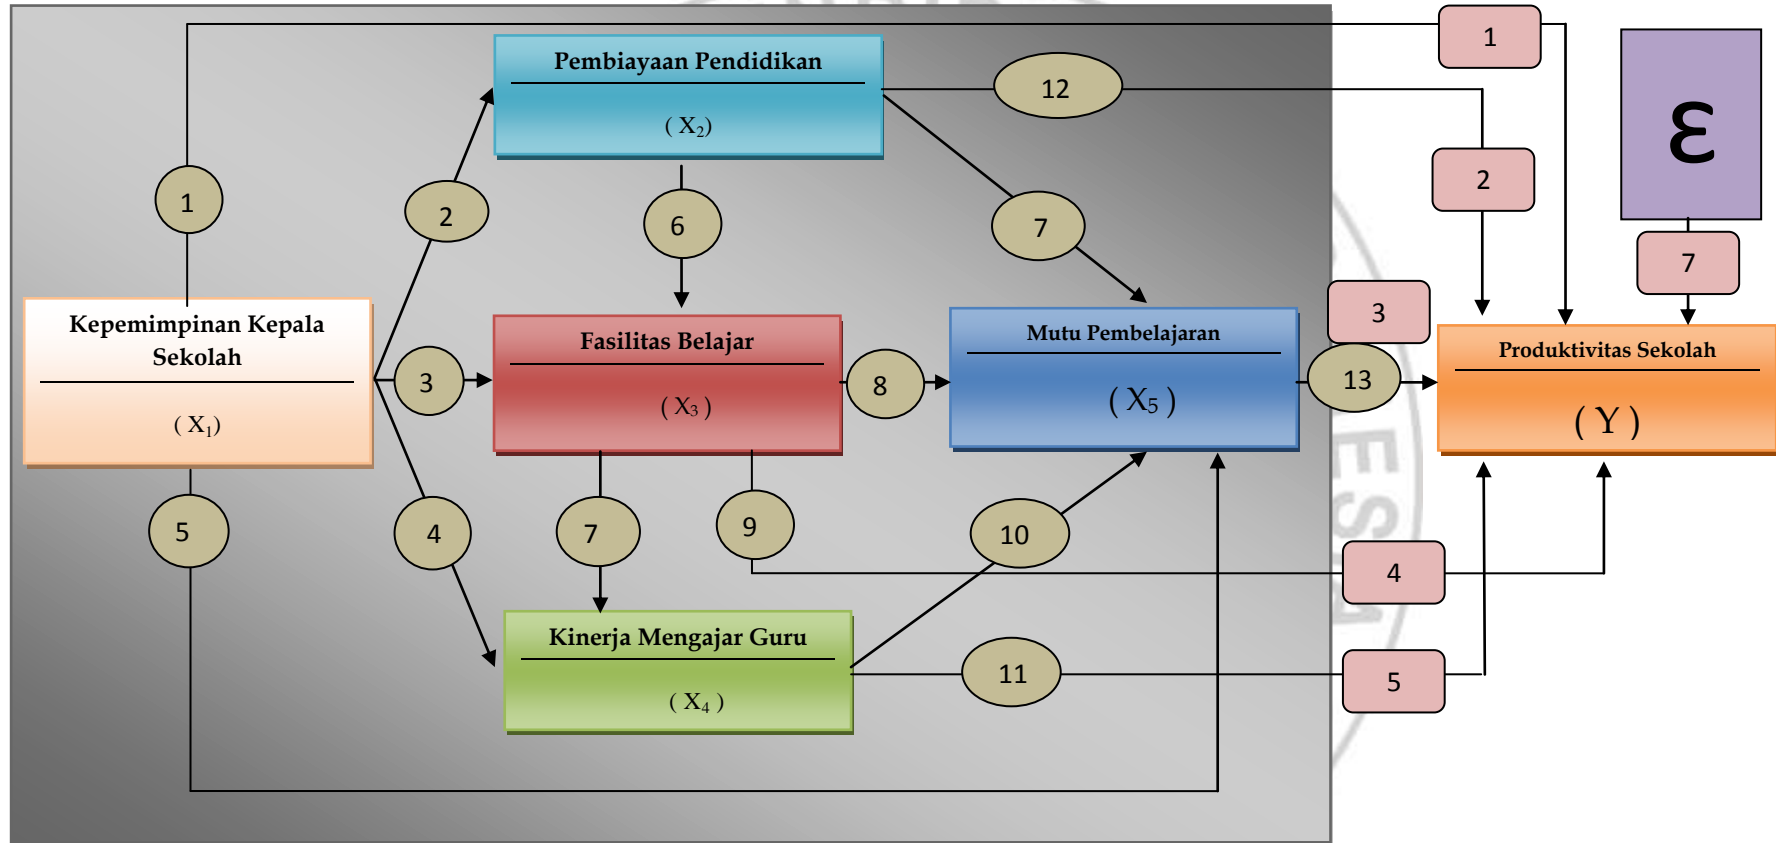 1
Pembiayaan Pendidikan
( X2)
12
1
ε
2
1
2
6
7
7
Kepemimpinan Kepala
Sekolah
( X1)
3
Fasilitas Belajar
( X3 )
8
Mutu Pembelajaran
( X5 )
3
13
Produktivitas Sekolah
( Y )
5
4
7
9
10
4
Kinerja Mengajar Guru
( X4 )
11
5
ES